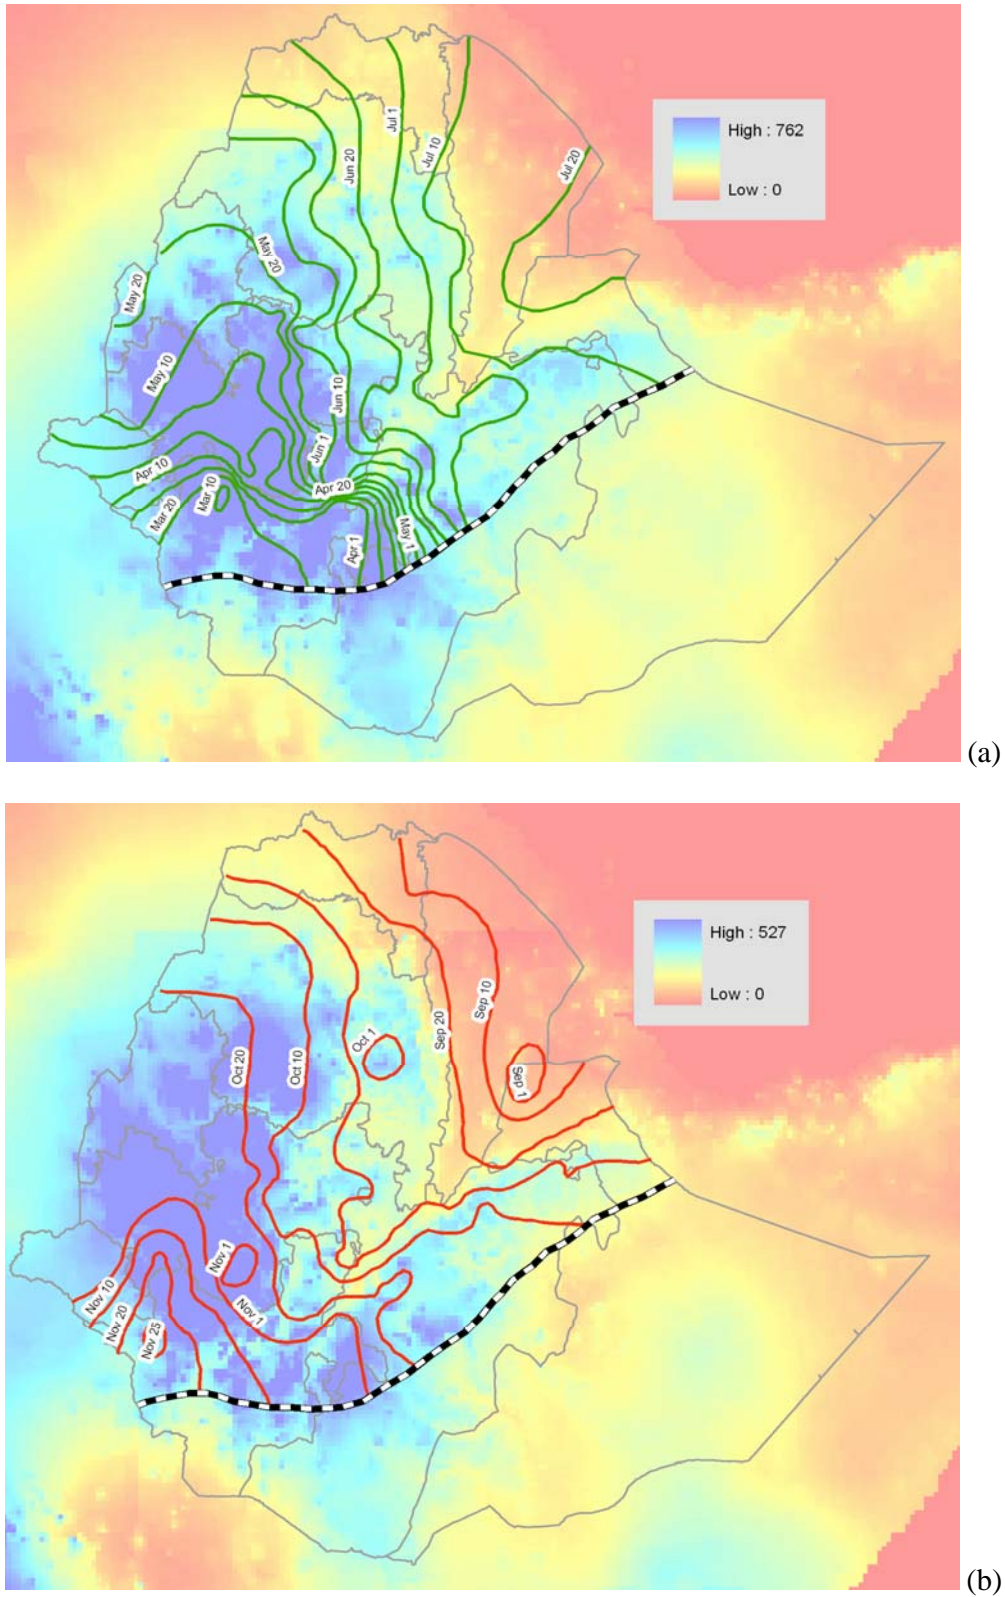 Jul 1
Jul 10
Jun 20
Jul 20
High : 762
Low : 0
May 20
May 20
May 10
Jun 10
Jun 1
Apr 10
Apr 20
Mar 10
Mar 20
May 1
Apr 1
(a)
High : 527
Low : 0
Sep 10
Sep 20
Oct 1
Oct 10
Oct 20
Sep 1
Nov 1
Nov 10
Nov 1
Nov 20
Nov 25
(b)